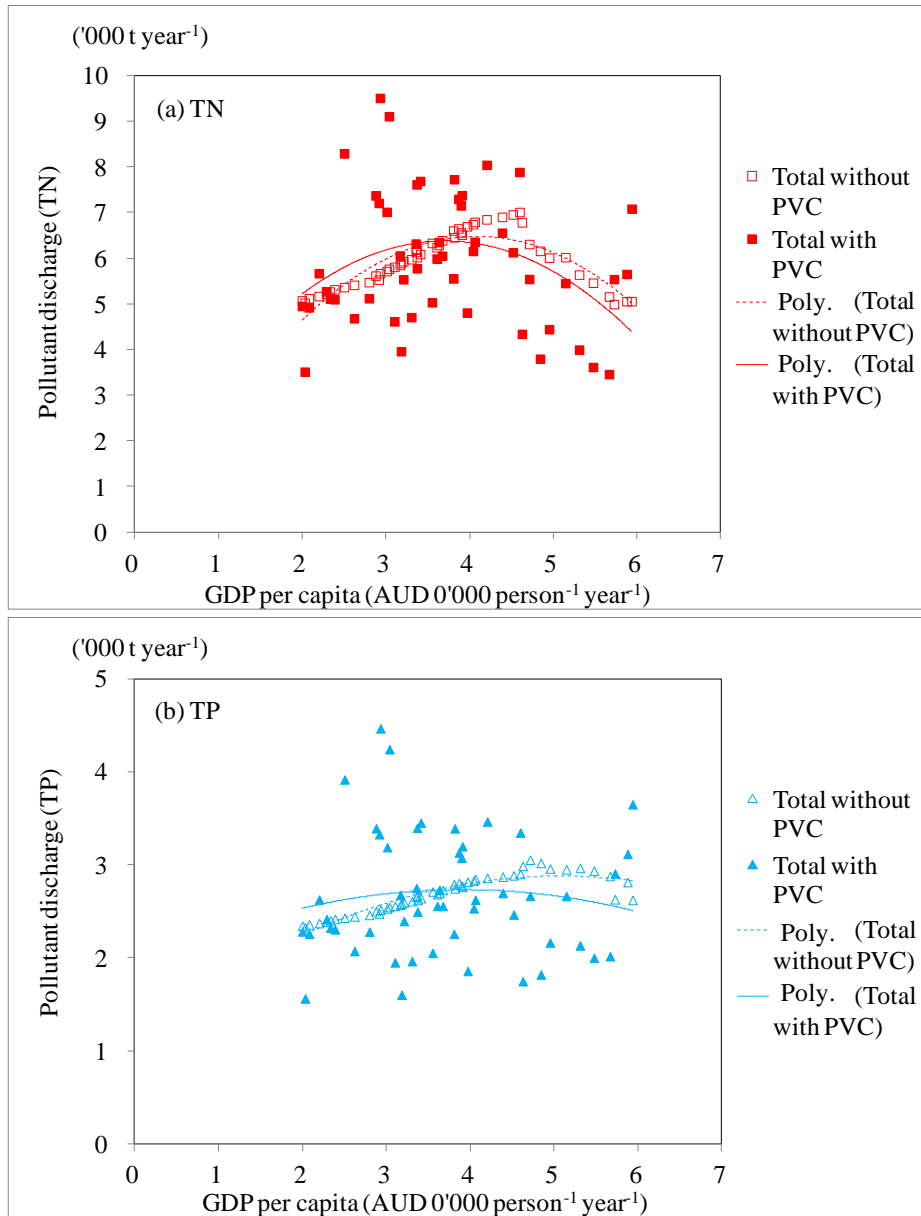 ('000 t year-1)
(a) TN
Pollutant discharge (TN)
10
9
8
7
6
5
4
3
2
1
0
0 1 2 3 4 5 6 7
GDP per capita (AUD 0'000 person-1 year-1)
Total without
PVC
Total with
PVC
Poly. (Total
without PVC)
Poly. (Total
with PVC)
('000 t year-1)
(b) TP
Pollutant discharge (TP)
5
4
3
2
1
0
0 1 2 3 4 5 6 7
GDP per capita (AUD 0'000 person-1 year-1)
Total without
PVC
Total with
PVC
Poly. (Total
without PVC)
Poly. (Total
with PVC)